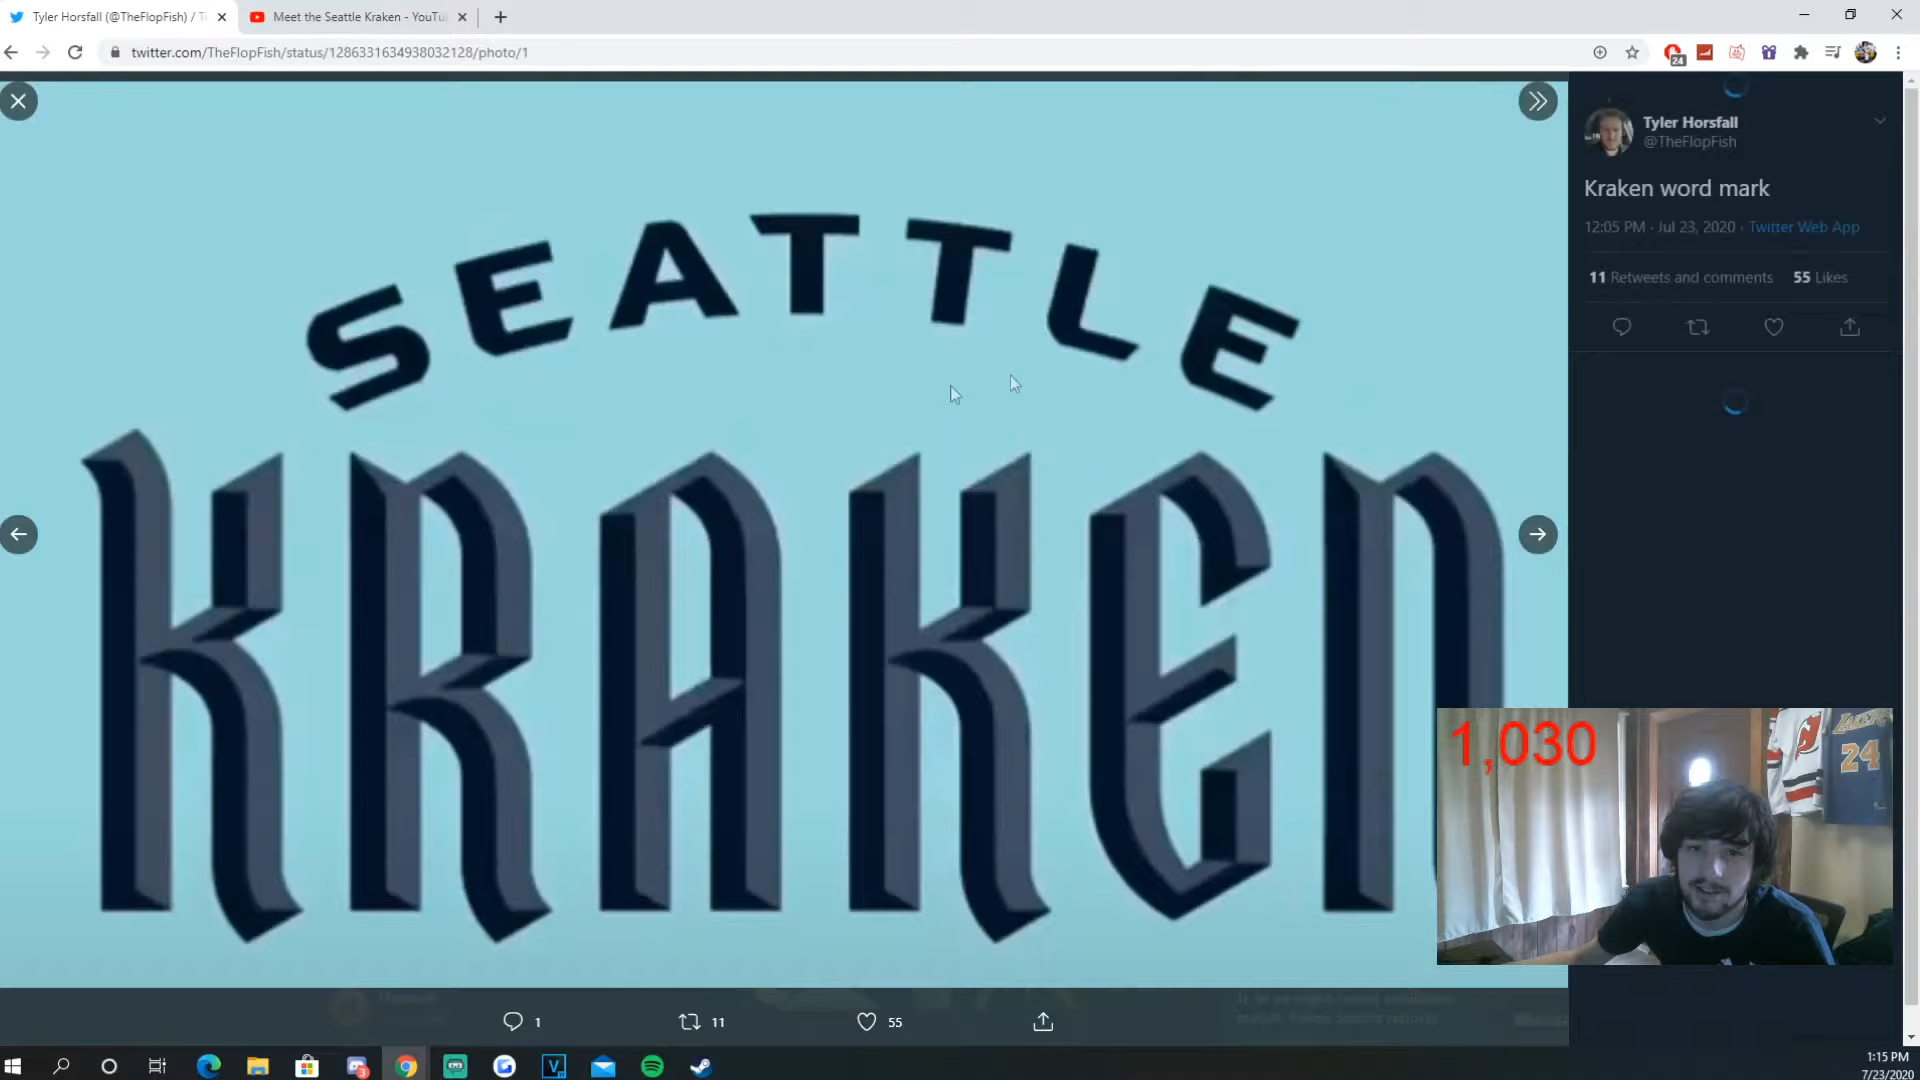 Tyler Horsfall (@TheFlopFish) / T
Meet the Seattle Kraken - YouTu
twitter.com/TheFlopFish/status/1286331634938032128/photo/1
24
SEATTLE
KRAKEN
Tyler Horsfall
@TheFlopFish
Kraken word mark
12:05 PM · Jul 23, 2020 · Twitter Web App
11 Retweets and comments 55 Likes
1,030
24
1 11 55
1:15 PM
7/23/2020